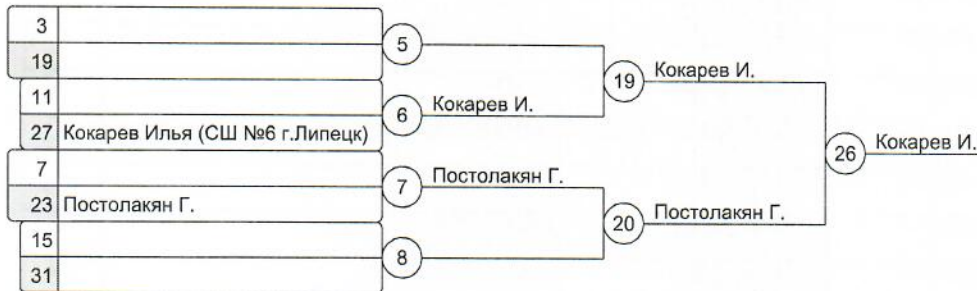 3
5
19
19 Кокарев И.
11
6 Кокарев И.
27 Кокарев Илья (СШ №6 г.Липецк)
26 Кокарев И.
7
7 Постолакян Г.
23 Постолакян Г.
20 Постолакян Г.
15
8
31